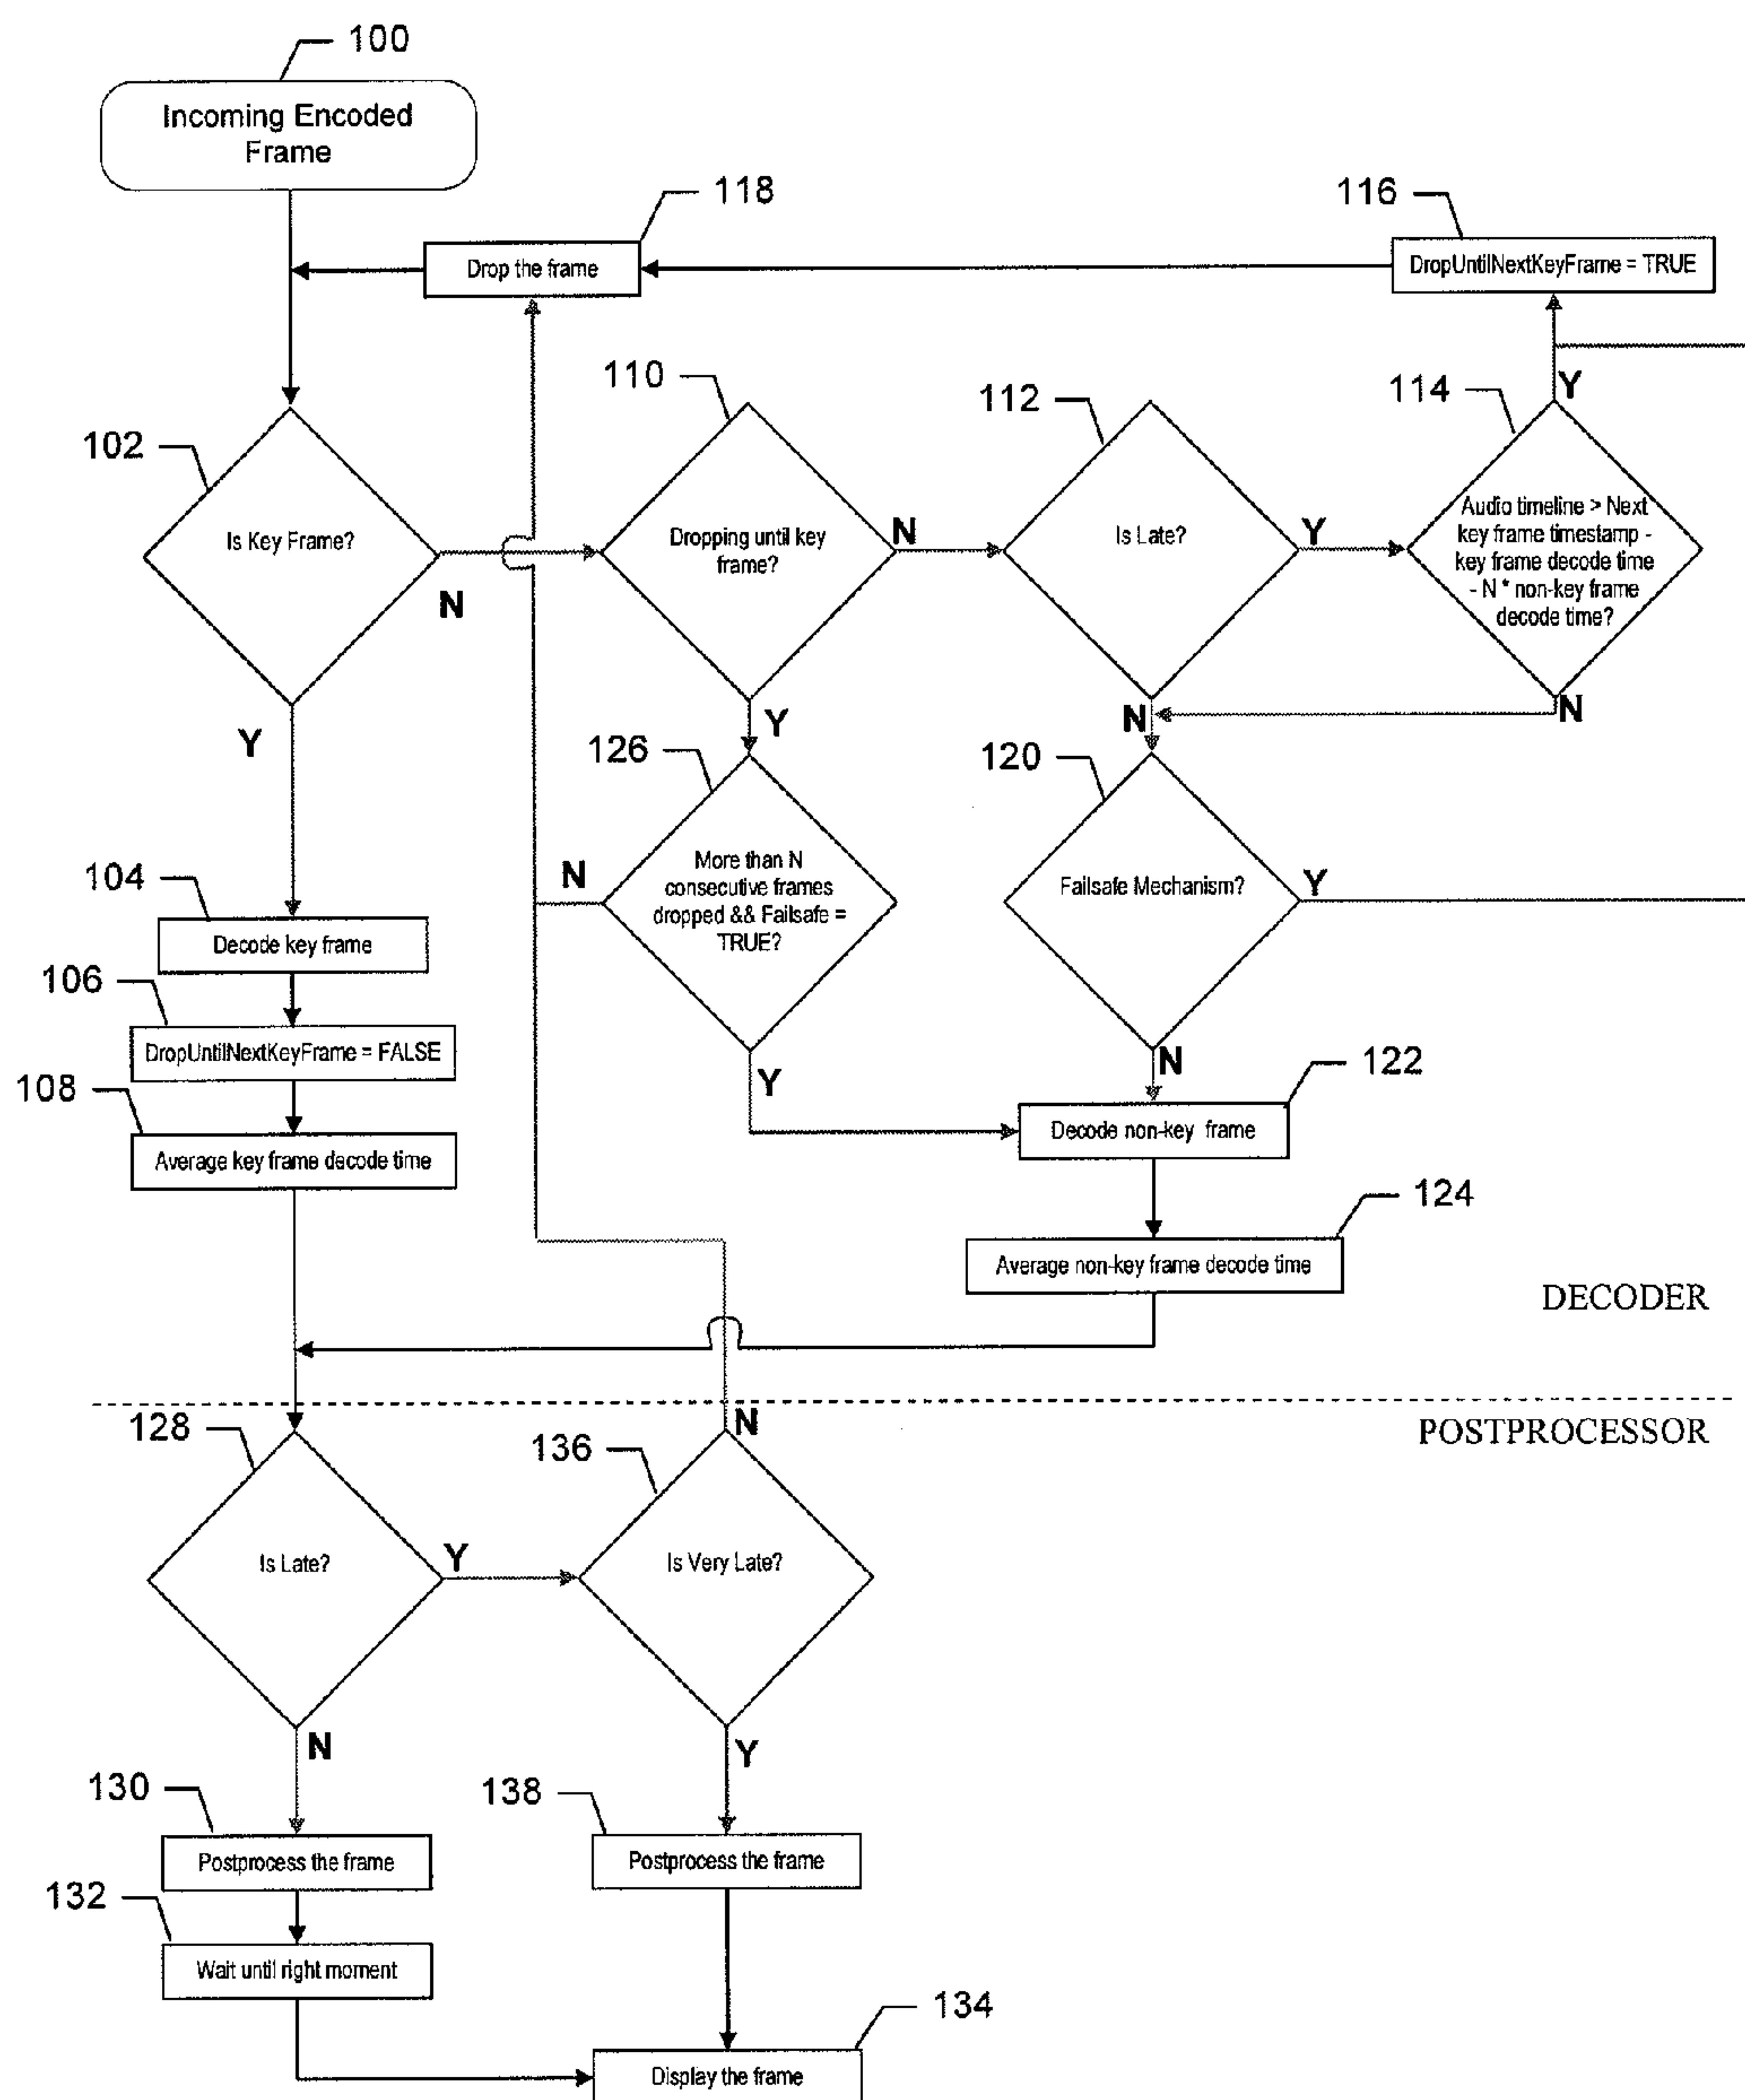 100
Incoming Encoded
Frame
118
Drop the frame
116
DropUntilNextKeyFrame = TRUE
102
Is Key Frame?
N
Y
110
Dropping until key
frame?
N
Y
112
Is Late?
Y
N
114
Audio timeline > Next
key frame timestamp -
key frame decode time
- N * non-key frame
decode time?
Y
N
126
More than N
consecutive frames
dropped && Failsafe =
TRUE?
N
Y
120
Failsafe Mechanism?
Y
N
104
Decode key frame
106
DropUntilNextKeyFrame = FALSE
108
Average key frame decode time
122
Decode non-key frame
124
Average non-key frame decode time
DECODER
POSTPROCESSOR
128
Is Late?
Y
N
136
Is Very Late?
N
Y
130
Postprocess the frame
132
Wait until right moment
138
Postprocess the frame
134
Display the frame